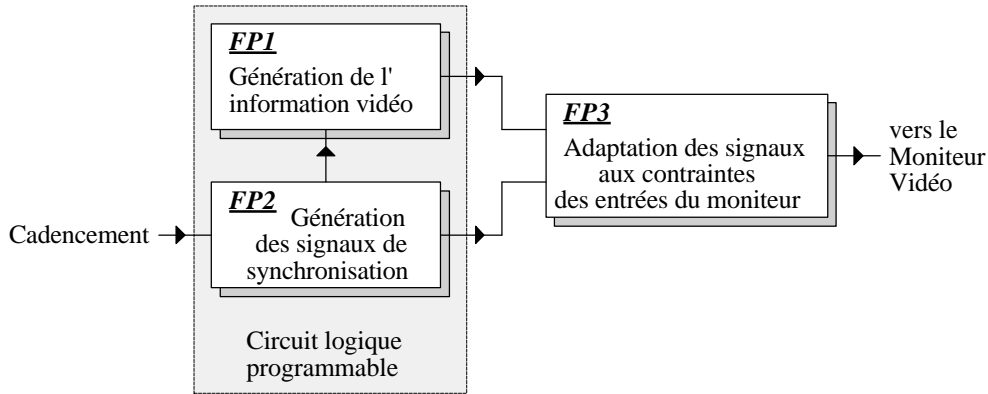 FP1
Génération de l'
information vidéo
FP3
Adaptation des signaux
aux contraintes
des entrées du moniteur
vers le
Moniteur
Vidéo
Cadencement
FP2
Génération
des signaux de
synchronisation
Circuit logique
programmable